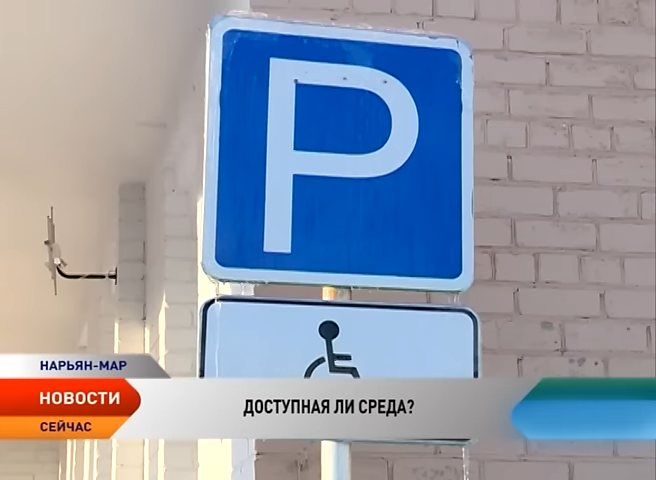 P
НАРЬЯН-МАР
НОВОСТИ
ДОСТУПНАЯ ЛИ СРЕДА?
СЕЙЧАС